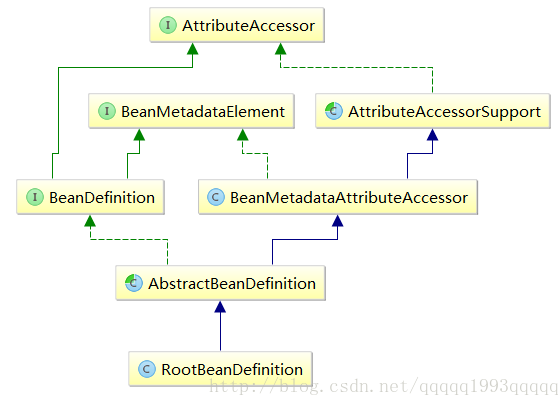 I AttributeAccessor
I BeanMetadataElement
C AttributeAccessorSupport
I BeanDefinition
C BeanMetadataAttributeAccessor
C AbstractBeanDefinition
C RootBeanDefinition
http://blog.csdn.net/qqqqq1993qqqqq